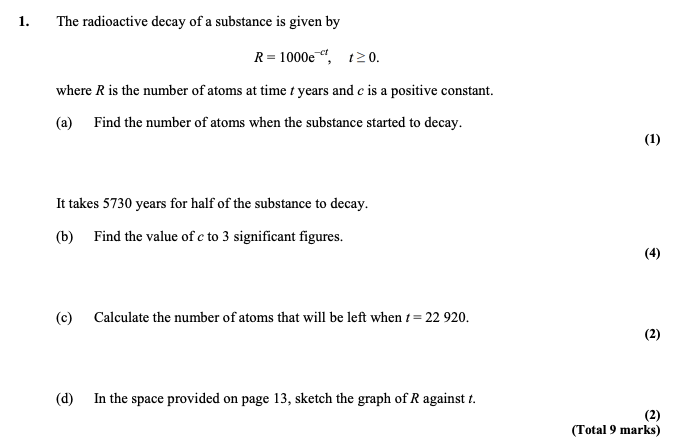 1. The radioactive decay of a substance is given by
R = 1000e^{–ct}, t ≥ 0.
where R is the number of atoms at time t years and c is a positive constant.
(a) Find the number of atoms when the substance started to decay.
(1)
It takes 5730 years for half of the substance to decay.
(b) Find the value of c to 3 significant figures.
(4)
(c) Calculate the number of atoms that will be left when t = 22 920.
(2)
(d) In the space provided on page 13, sketch the graph of R against t.
(2)
(Total 9 marks)